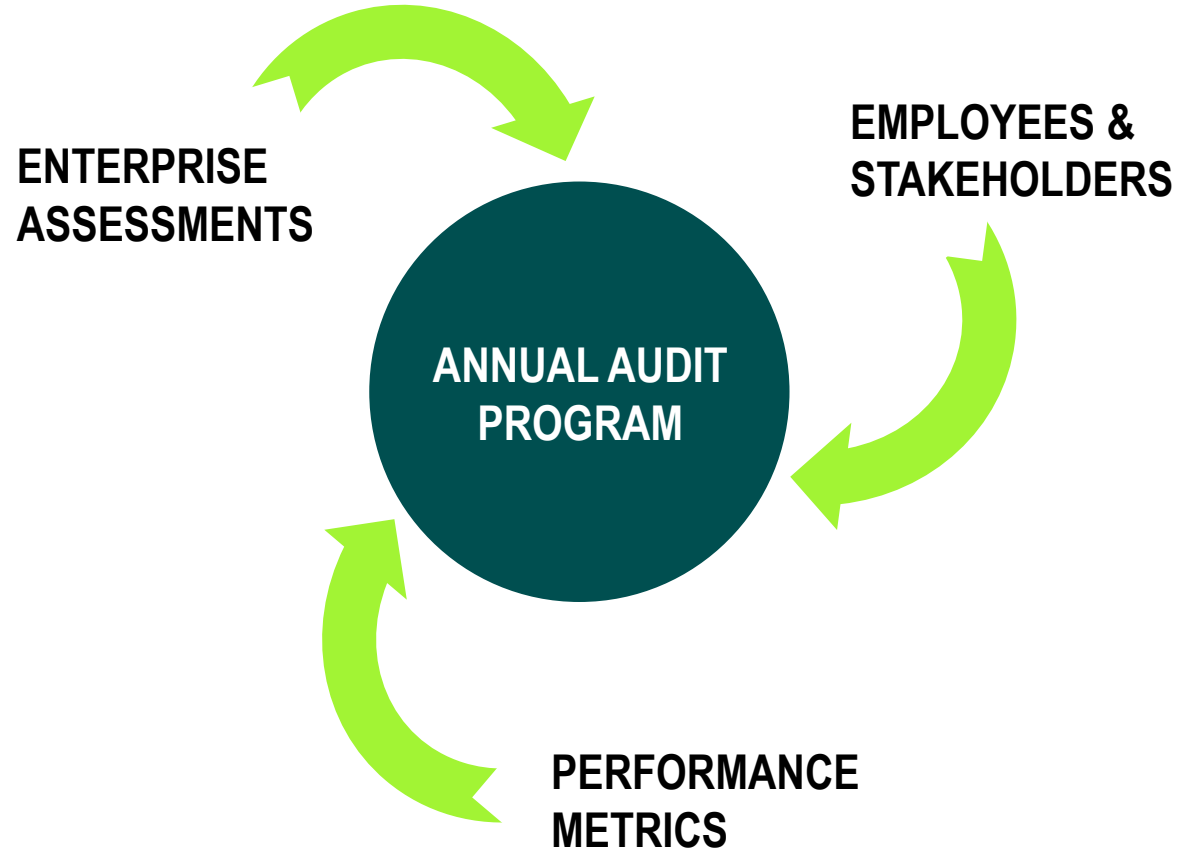 ENTERPRISE
ASSESSMENTS
EMPLOYEES &
STAKEHOLDERS
ANNUAL AUDIT
PROGRAM
PERFORMANCE
METRICS